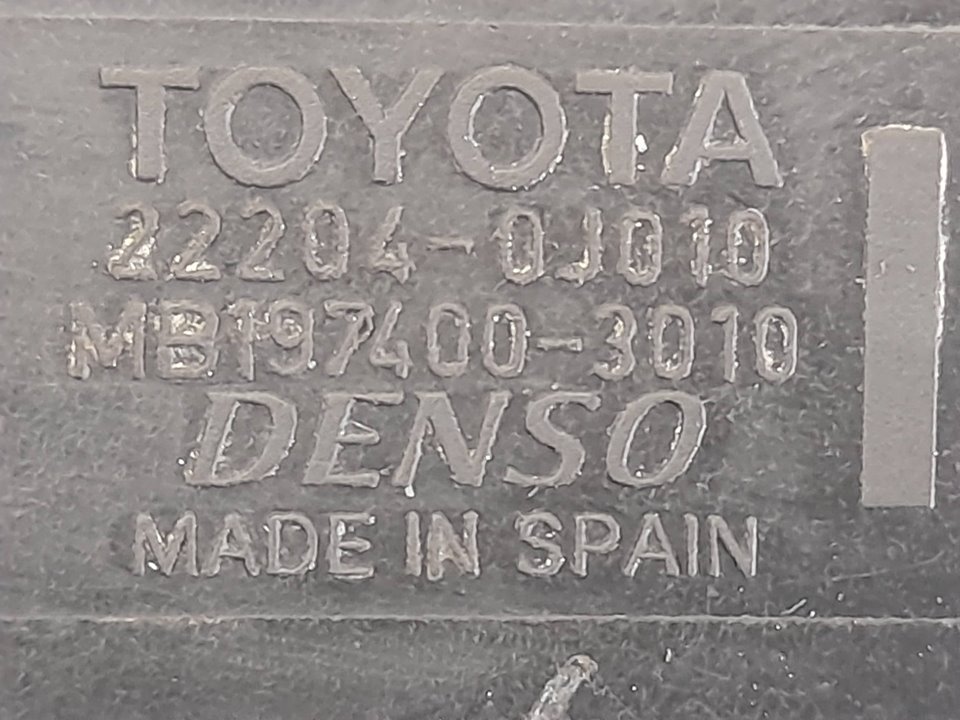 TOYOTA
22204-0J010
MB197400-3010
DENSO
MADE IN SPAIN